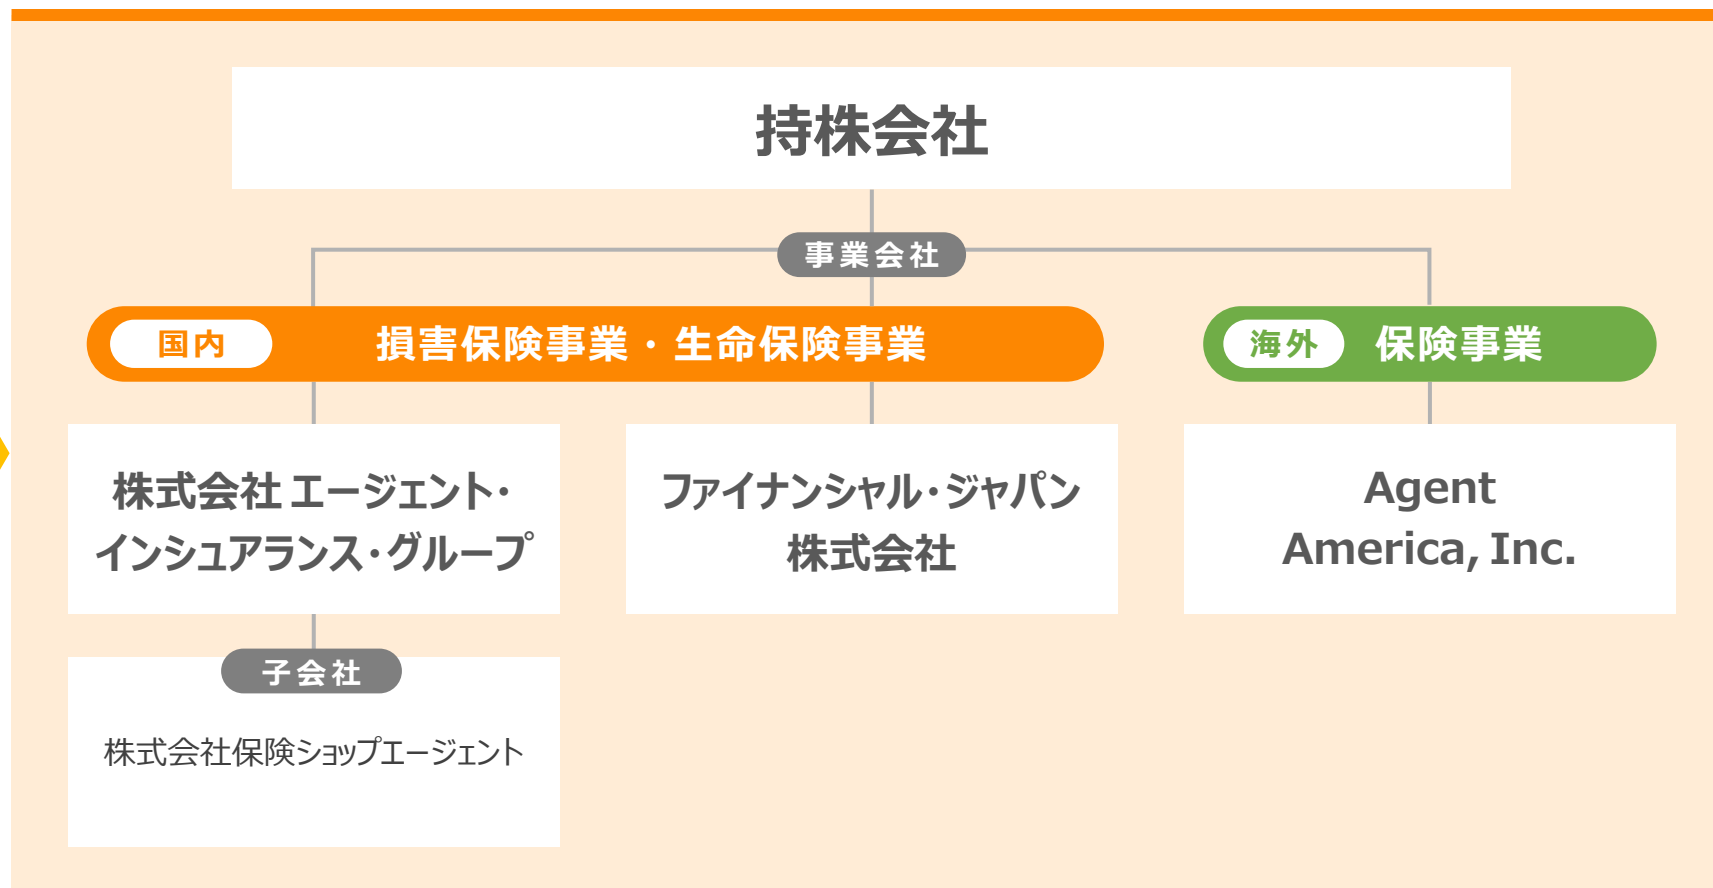 持株会社
事業会社
国内 損害保険事業・生命保険事業
海外 保険事業
株式会社 エージェント・
インシュアランス・グループ
ファイナンシャル・ジャパン
株式会社
Agent
America, Inc.
子会社
株式会社保険ショップエージェント